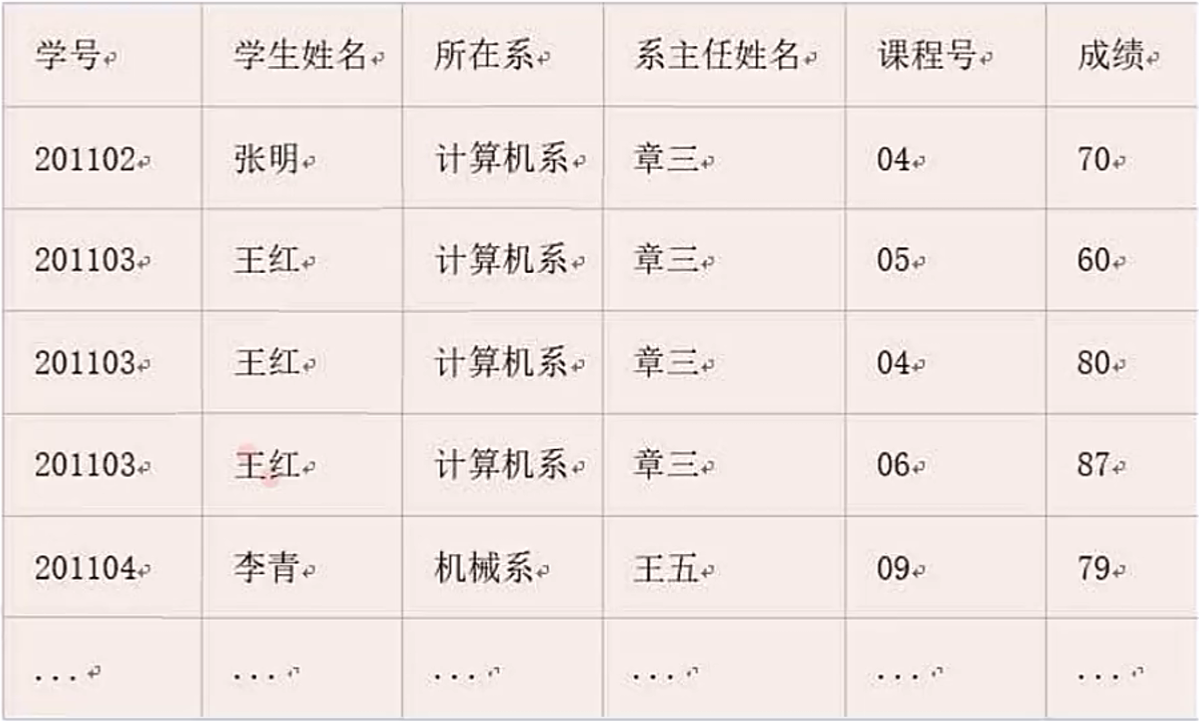 学号 学生姓名 所在系 系主任姓名 课程号 成绩
201102 张明 计算机系 章三 04 70
201103 王红 计算机系 章三 05 60
201103 王红 计算机系 章三 04 80
201103 王红 计算机系 章三 06 87
201104 李青 机械系 王五 09 79
... ... ... ... ... ...